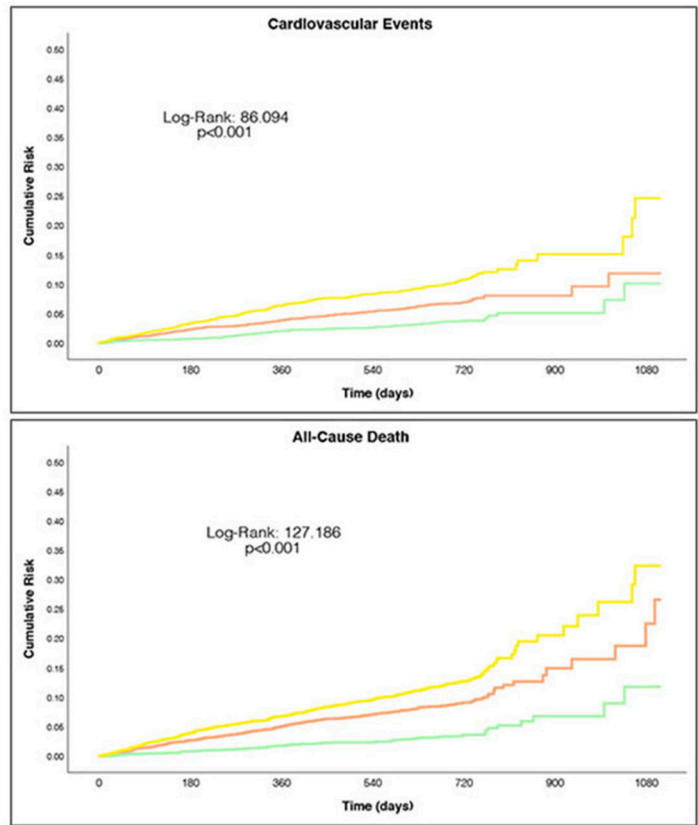 Cardiovascular Events
0.50
0.45
0.40
0.35
0.30
0.25
0.20
0.15
0.10
0.05
0.00
Cumulative Risk
Log-Rank: 86.094
p<0.001
0 180 360 540 720 900 1080
Time (days)
All-Cause Death
0.50
0.45
0.40
0.35
0.30
0.25
0.20
0.15
0.10
0.05
0.00
Cumulative Risk
Log-Rank: 127.186
p<0.001
0 180 360 540 720 900 1080
Time (days)